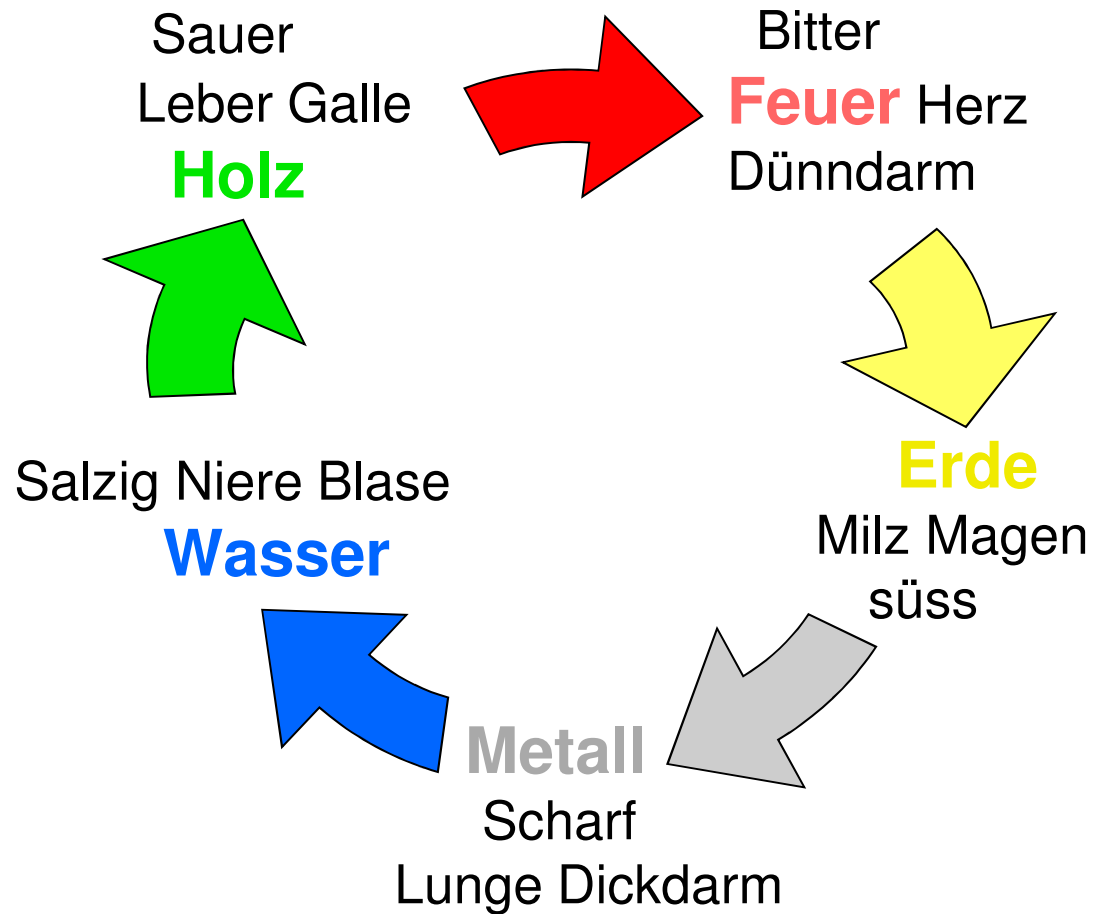 Sauer
Leber Galle
Holz
Bitter
Feuer Herz
Dünndarm
Erde
Milz Magen
süss
Metall
Scharf
Lunge Dickdarm
Salzig Niere Blase
Wasser